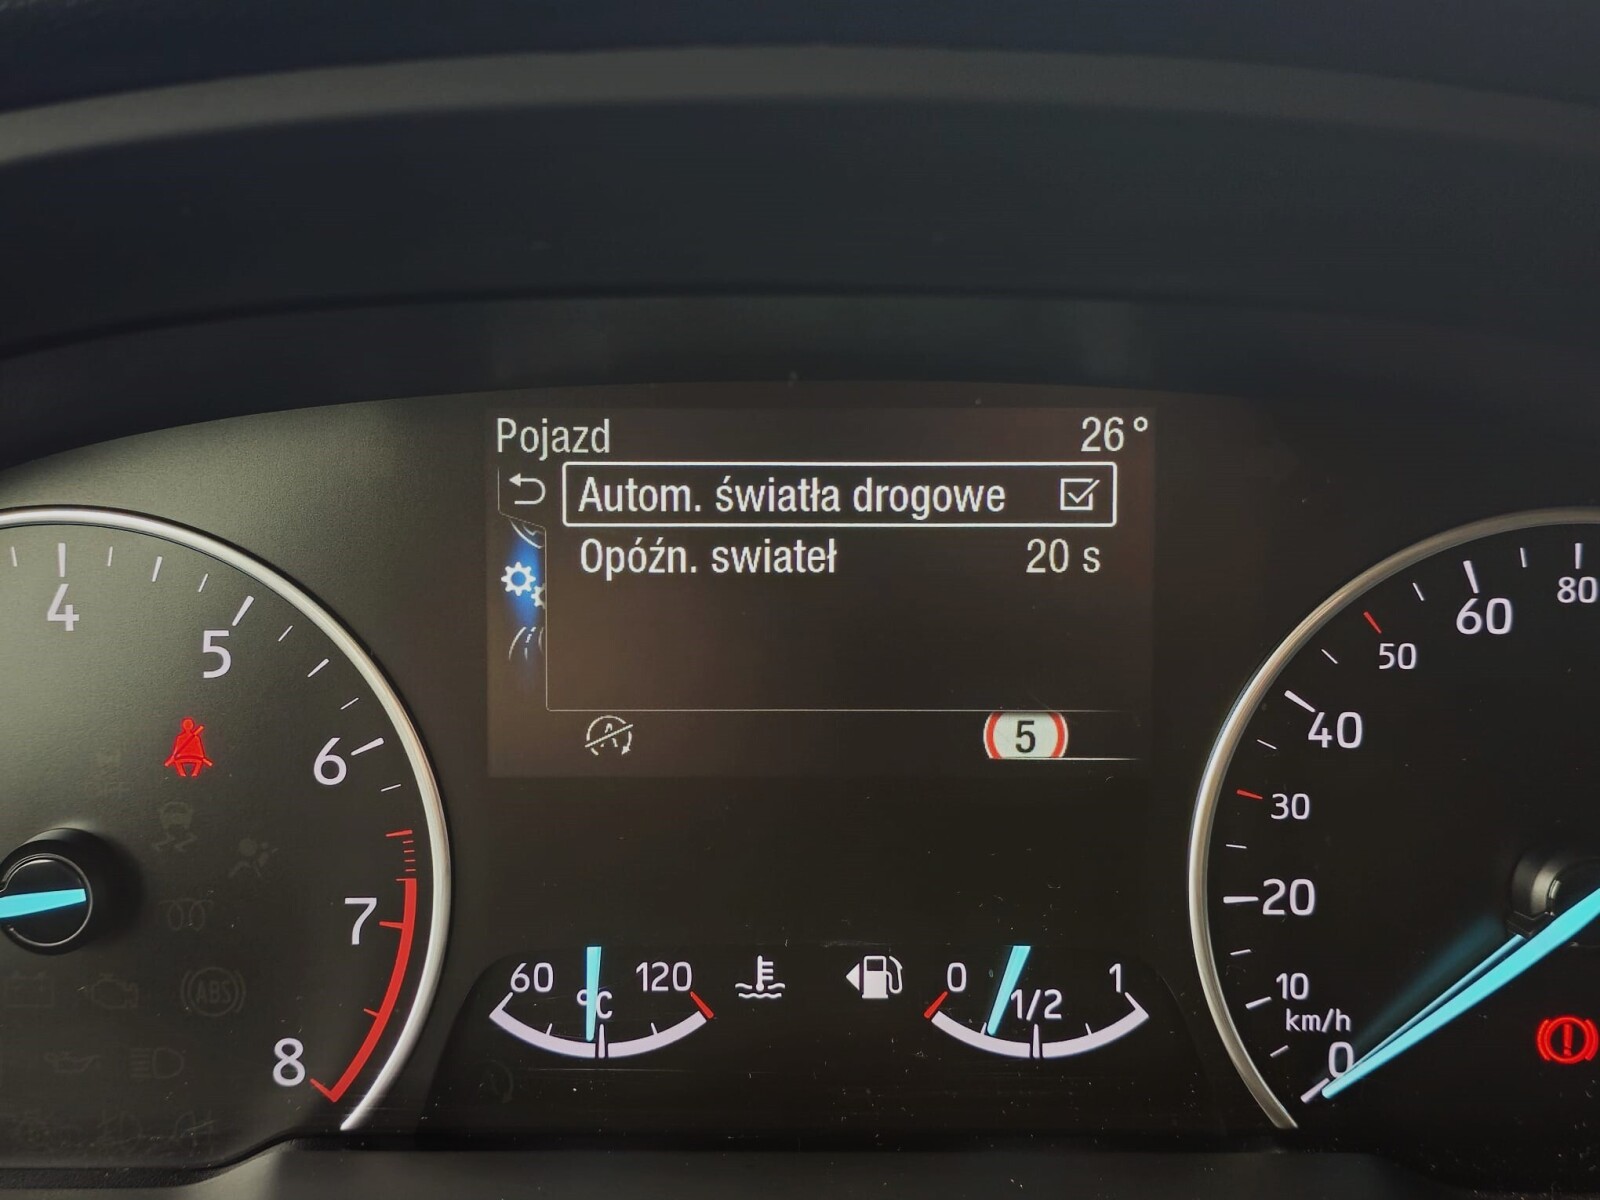 Pojazd 26°
Autom. światła drogowe
Opóźn. swiateł 20 s
5
4
5
6
7
8
60 120
°C
0 1/2 1
80
60
50
40
30
20
10
km/h
0
ABS